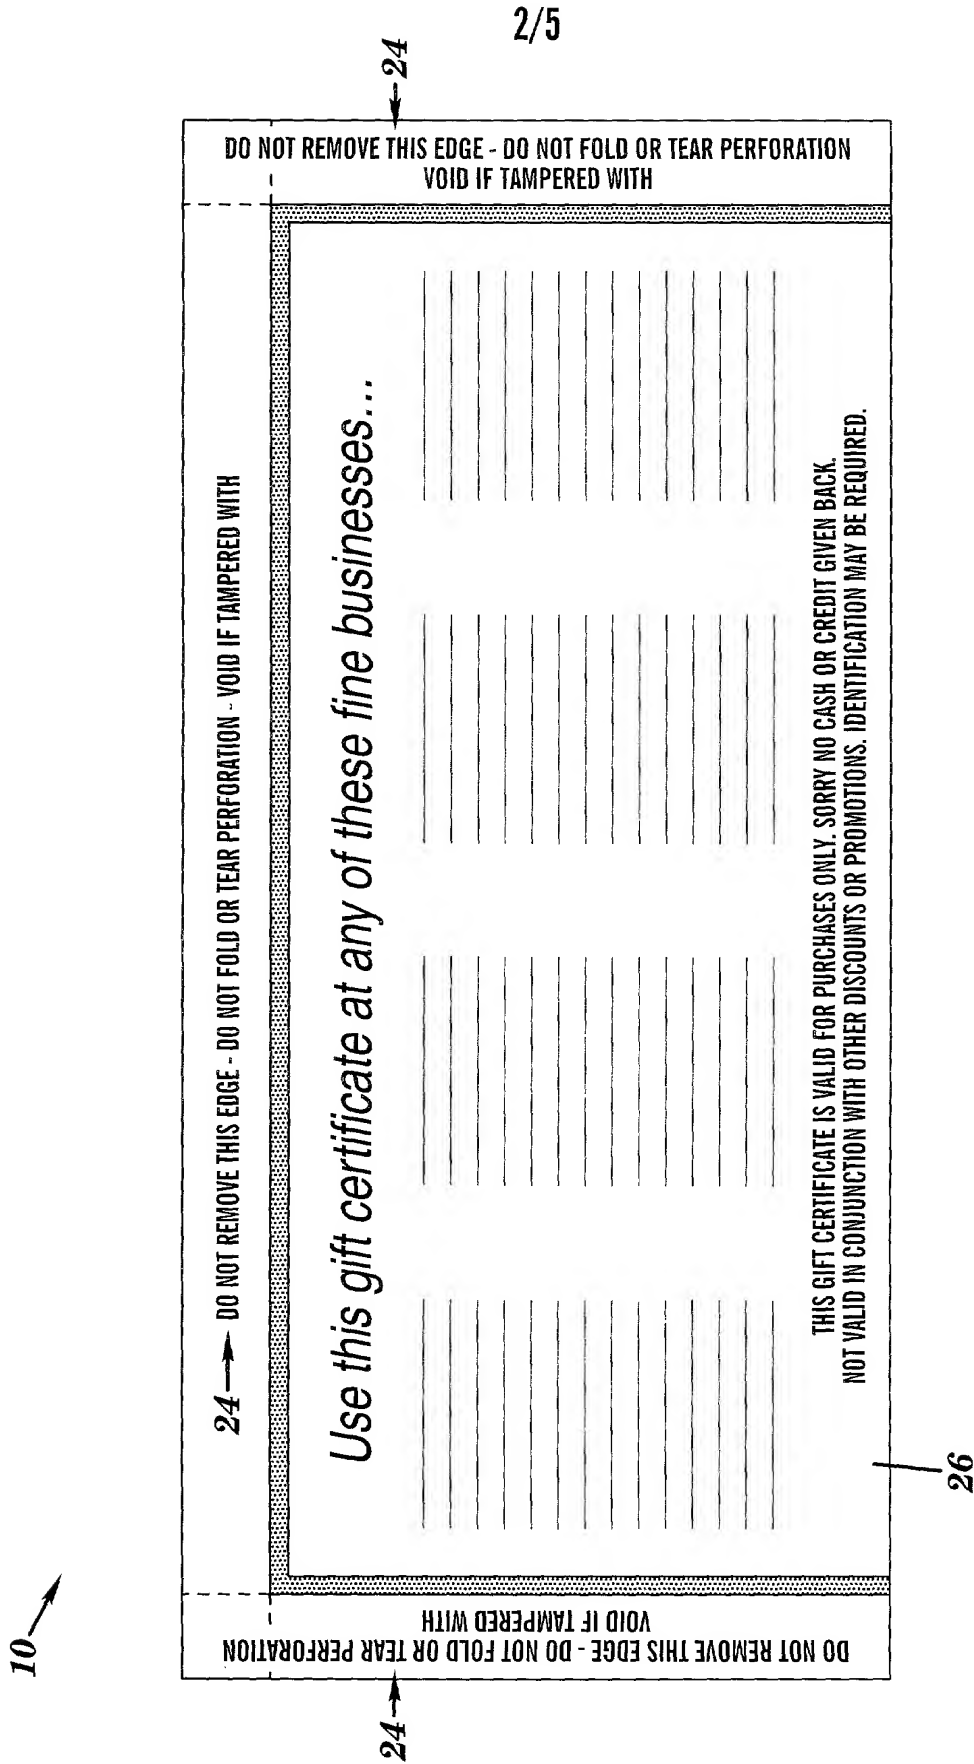 2/5
10
24
DO NOT REMOVE THIS EDGE - DO NOT FOLD OR TEAR PERFORATION - VOID IF TAMPERED WITH
24
DO NOT REMOVE THIS EDGE - DO NOT FOLD OR TEAR PERFORATION
VOID IF TAMPERED WITH
24
DO NOT REMOVE THIS EDGE - DO NOT FOLD OR TEAR PERFORATION
VOID IF TAMPERED WITH
Use this gift certificate at any of these fine businesses...
THIS GIFT CERTIFICATE IS VALID FOR PURCHASES ONLY. SORRY NO CASH OR CREDIT GIVEN BACK.
NOT VALID IN CONJUNCTION WITH OTHER DISCOUNTS OR PROMOTIONS. IDENTIFICATION MAY BE REQUIRED.
26